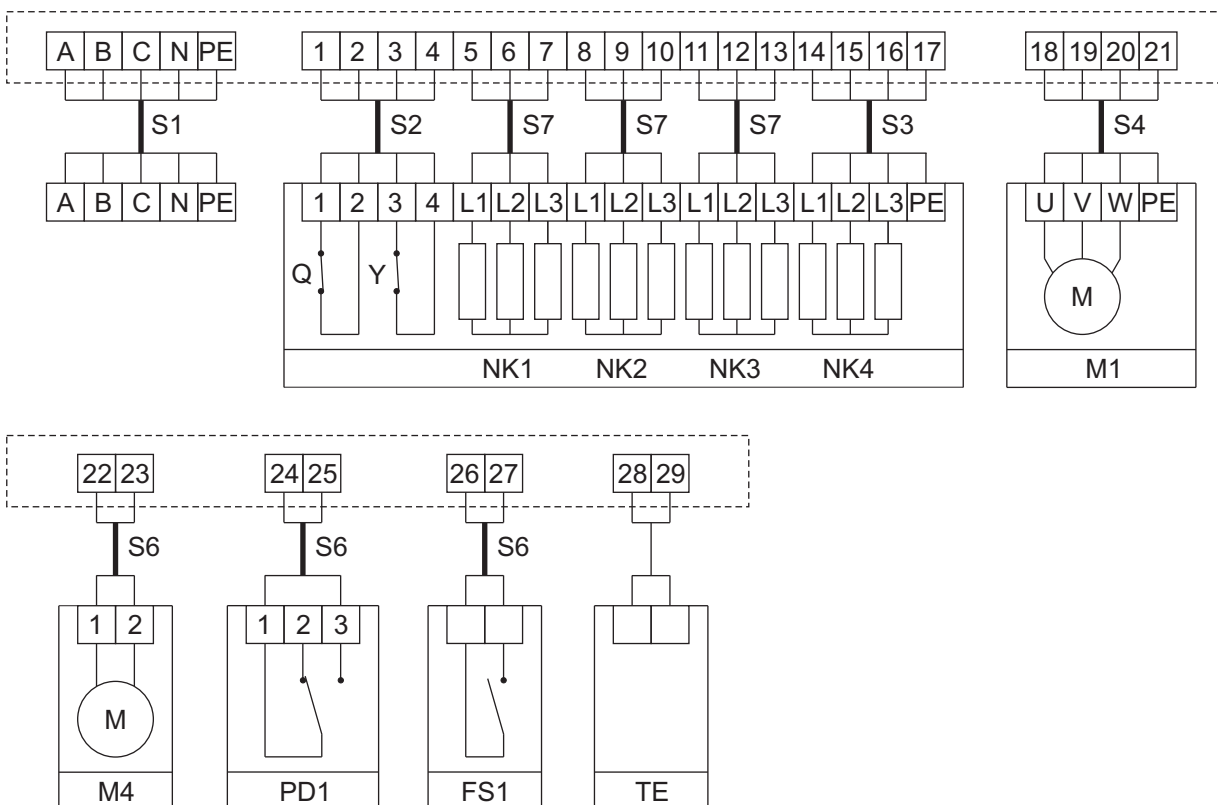 A B C N PE 1 2 3 4 5 6 7 8 9 10 11 12 13 14 15 16 17 18 19 20 21
S1 S2 S7 S7 S7 S3 S4
A B C N PE 1 2 3 4 L1 L2 L3 L1 L2 L3 L1 L2 L3 L1 L2 L3 PE U V W PE
Q Y M
NK1 NK2 NK3 NK4 M1
22 23 24 25 26 27 28 29
S6 S6 S6
1 2 1 2 3
M
M4 PD1 FS1 TE